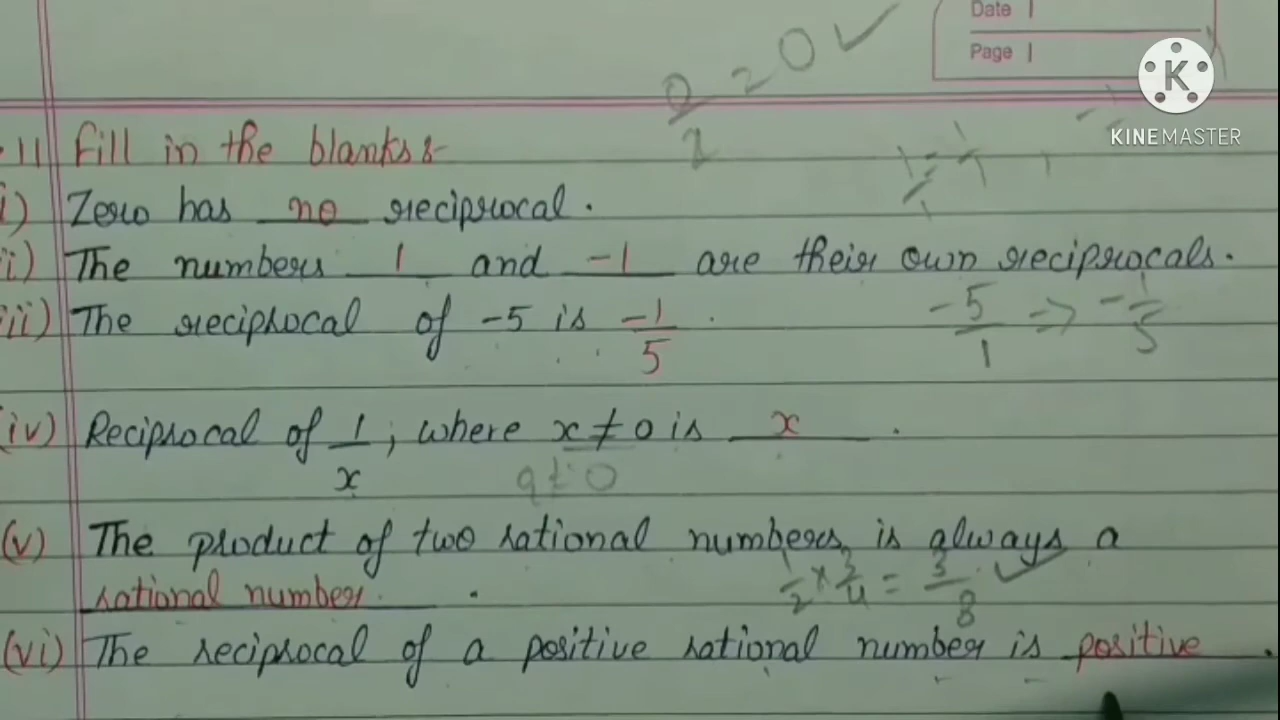 Date
Page
K
KINEMASTER
0/2 = 0 ✓
11 Fill in the blanks:-
i) Zero has no reciprocal.
ii) The numbers 1 and -1 are their own reciprocals.
iii) The reciprocal of -5 is -1/5.
-5/1 => -1/5
(iv) Reciprocal of 1/x, where x ≠ 0 is x.
q ≠ 0
(v) The product of two rational numbers, is always a
rational number.
1/2 × 3/4 = 3/8 ✓
(vi) The reciprocal of a positive rational number is positive.